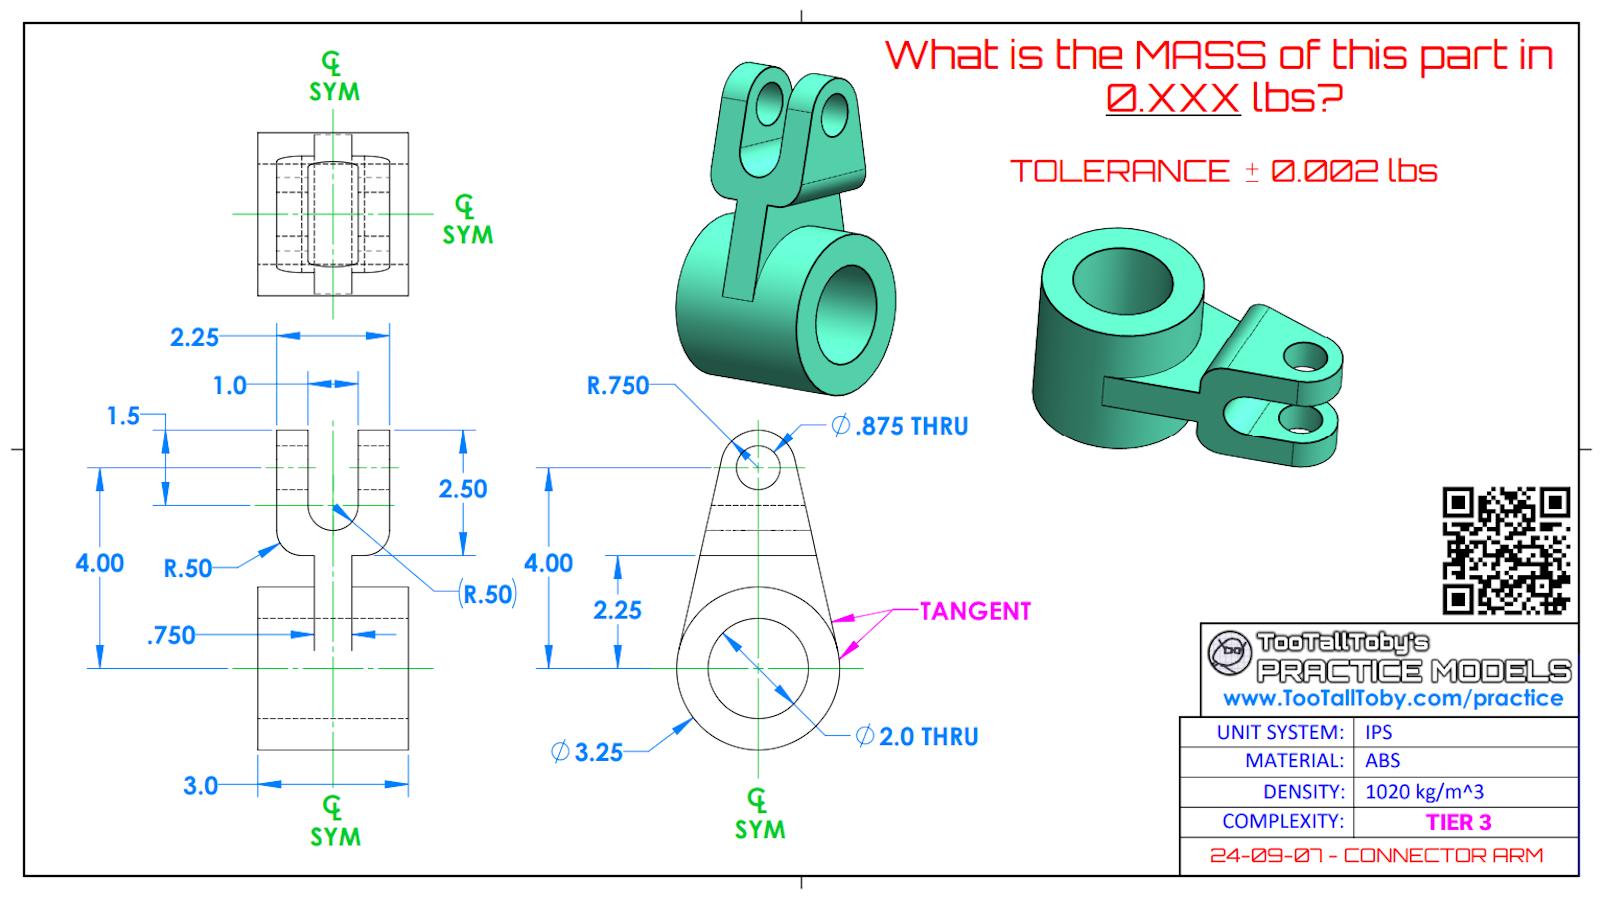 What is the MASS of this part in
0.XXX lbs?
TOLERANCE ± 0.002 lbs
℄
SYM
℄
SYM
2.25
1.0
1.5
2.50
4.00
R.50
(R.50)
.750
3.0
℄
SYM
R.750
∅ .875 THRU
4.00
2.25
TANGENT
∅ 2.0 THRU
∅ 3.25
℄
SYM
TooTallToby's
PRACTICE MODELS
www.TooTallToby.com/practice
UNIT SYSTEM: IPS
MATERIAL: ABS
DENSITY: 1020 kg/m^3
COMPLEXITY: TIER 3
24-09-07 - CONNECTOR ARM